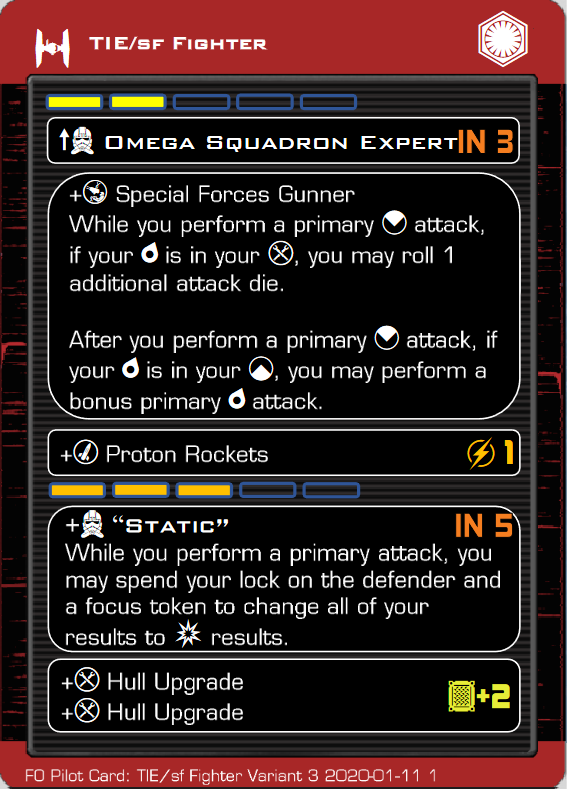 TIE/sf Fighter
Omega Squadron Expert IN 3
+ Special Forces Gunner
While you perform a primary attack,
if your is in your , you may roll 1
additional attack die.
After you perform a primary attack, if
your is in your , you may perform a
bonus primary attack.
+ Proton Rockets 1
+ "Static" IN 5
While you perform a primary attack, you
may spend your lock on the defender and
a focus token to change all of your
results to results.
+ Hull Upgrade
+ Hull Upgrade
+2
FO Pilot Card: TIE/sf Fighter Variant 3 2020-01-11 1